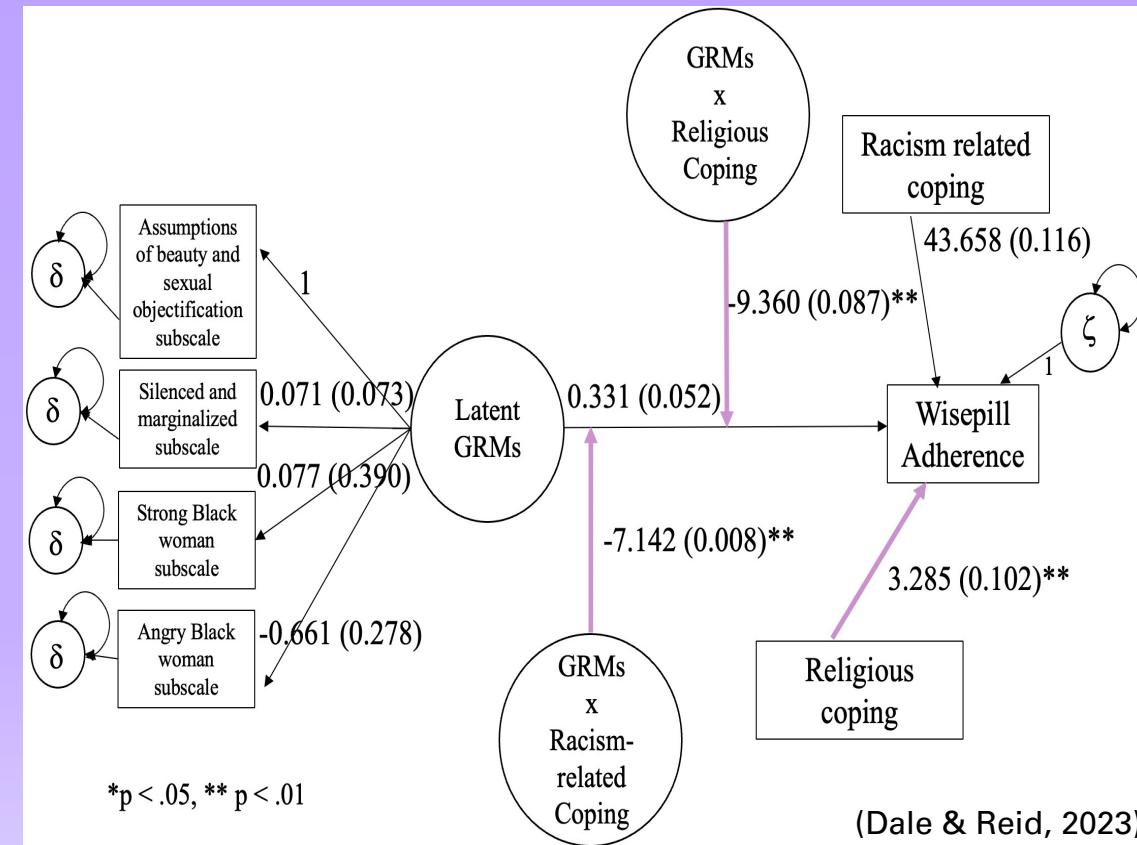 GRMs
x
Religious
Coping
Racism related
coping
43.658 (0.116)
-9.360 (0.087)**
ζ
1
Assumptions
of beauty and
sexual
objectification
subscale
δ
1
Silenced and
marginalized
subscale
δ
0.071 (0.073)
Latent
GRMs
0.331 (0.052)
Wisepill
Adherence
0.077 (0.390)
Strong Black
woman
subscale
δ
-7.142 (0.008)**
3.285 (0.102)**
Angry Black
woman
subscale
δ
-0.661 (0.278)
GRMs
x
Racism-
related
Coping
Religious
coping
*p < .05, ** p < .01
(Dale & Reid, 2023)